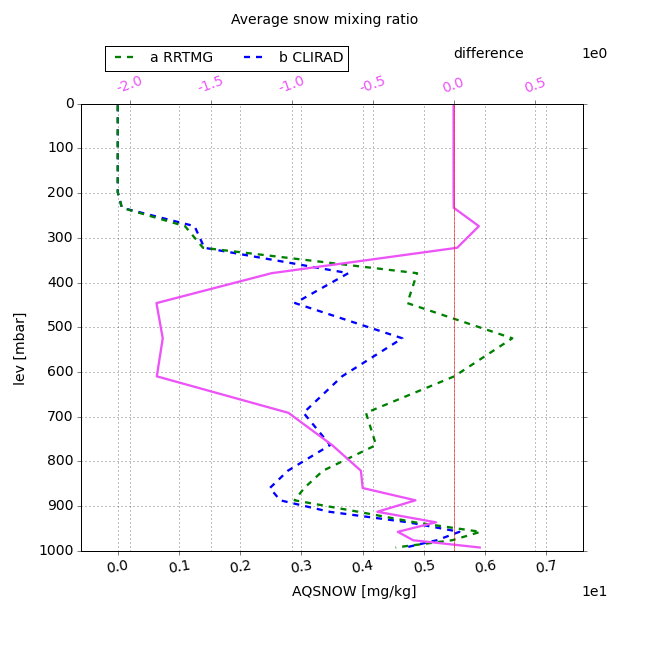 Average snow mixing ratio
a RRTMG b CLIRAD difference 1e0
-2.0 -1.5 -1.0 -0.5 0.0 0.5
0
100
200
300
400
500
600
700
800
900
1000
lev [mbar]
0.0 0.1 0.2 0.3 0.4 0.5 0.6 0.7
AQSNOW [mg/kg] 1e1